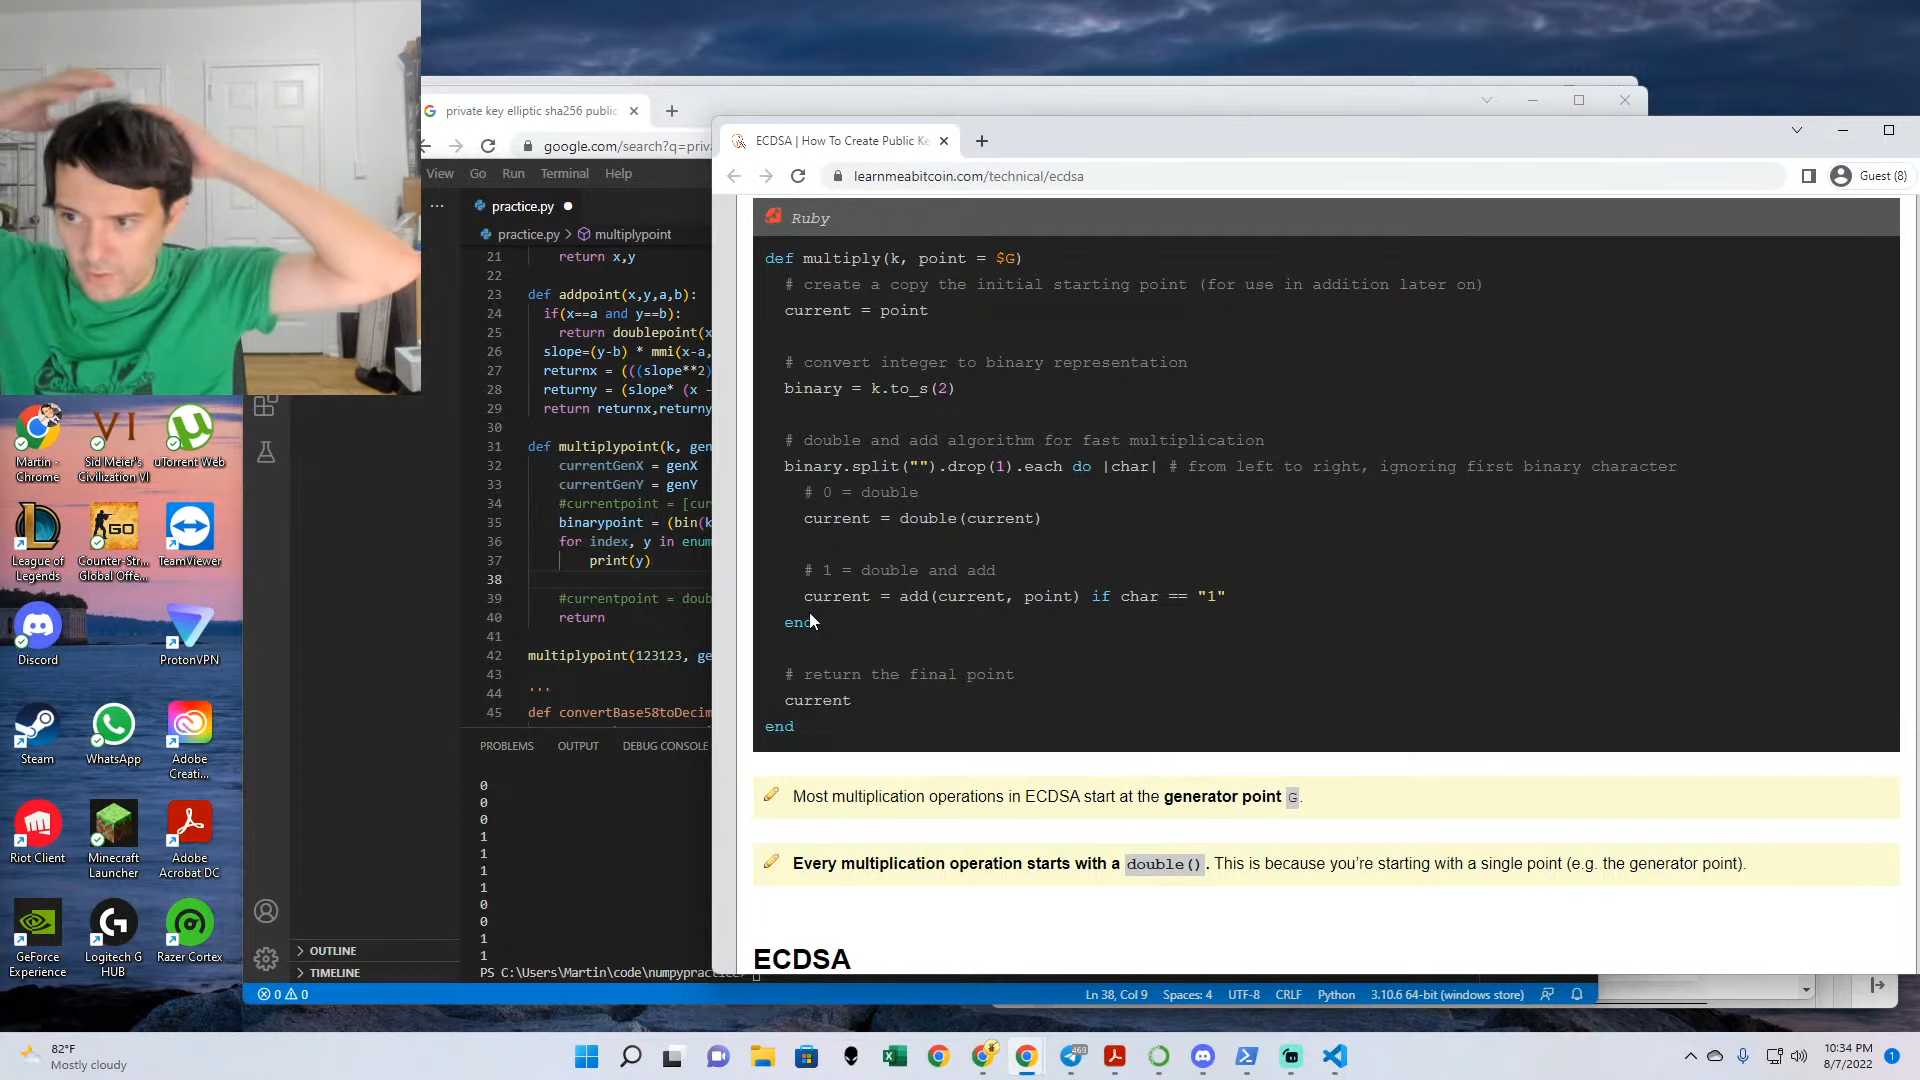 private key elliptic sha256 public
google.com/search?q=priv
View Go Run Terminal Help
practice.py
practice.py > multiplypoint
21 return x,y
22
23 def addpoint(x,y,a,b):
24 if(x==a and y==b):
25 return doublepoint(x
26 slope=(y-b) * mmi(x-a,
27 returnx = (((slope**2)
28 returny = (slope* (x -
29 return returnx,returny
30
31 def multiplypoint(k, gen
32 currentGenX = genX
33 currentGenY = genY
34 #currentpoint = [cur
35 binarypoint = (bin(k
36 for index, y in enum
37 print(y)
38
39 #currentpoint = doub
40 return
41
42 multiplypoint(123123, ge
43
44 '''
45 def convertBase58toDecim
PROBLEMS OUTPUT DEBUG CONSOLE
0
0
0
1
1
1
1
0
0
1
1
PS C:\Users\Martin\code\numpypractice>
OUTLINE
TIMELINE
0 0
Ln 38, Col 9 Spaces: 4 UTF-8 CRLF Python 3.10.6 64-bit (windows store)
ECDSA | How To Create Public Ke
learnmeabitcoin.com/technical/ecdsa
Guest (8)
Ruby
def multiply(k, point = $G)
# create a copy the initial starting point (for use in addition later on)
current = point
# convert integer to binary representation
binary = k.to_s(2)
# double and add algorithm for fast multiplication
binary.split("").drop(1).each do |char| # from left to right, ignoring first binary character
# 0 = double
current = double(current)
# 1 = double and add
current = add(current, point) if char == "1"
end
# return the final point
current
end
Most multiplication operations in ECDSA start at the generator point G.
Every multiplication operation starts with a double(). This is because you're starting with a single point (e.g. the generator point).
ECDSA
Martin - Chrome
Sid Meier's Civilization VI
uTorrent Web
League of Legends
Counter-Str... Global Offe...
TeamViewer
Discord
ProtonVPN
Steam
WhatsApp
Adobe Creati...
Riot Client
Minecraft Launcher
Adobe Acrobat DC
GeForce Experience
Logitech G HUB
Razer Cortex
82°F
Mostly cloudy
469
10:34 PM
8/7/2022
1